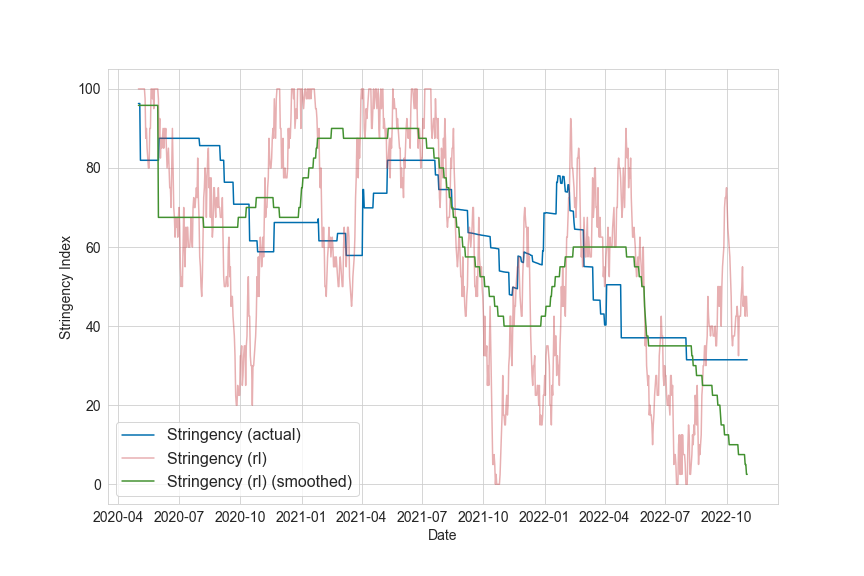 100
80
60
40
20
0
Stringency Index
Stringency (actual)
Stringency (rl)
Stringency (rl) (smoothed)
2020-04 2020-07 2020-10 2021-01 2021-04 2021-07 2021-10 2022-01 2022-04 2022-07 2022-10
Date